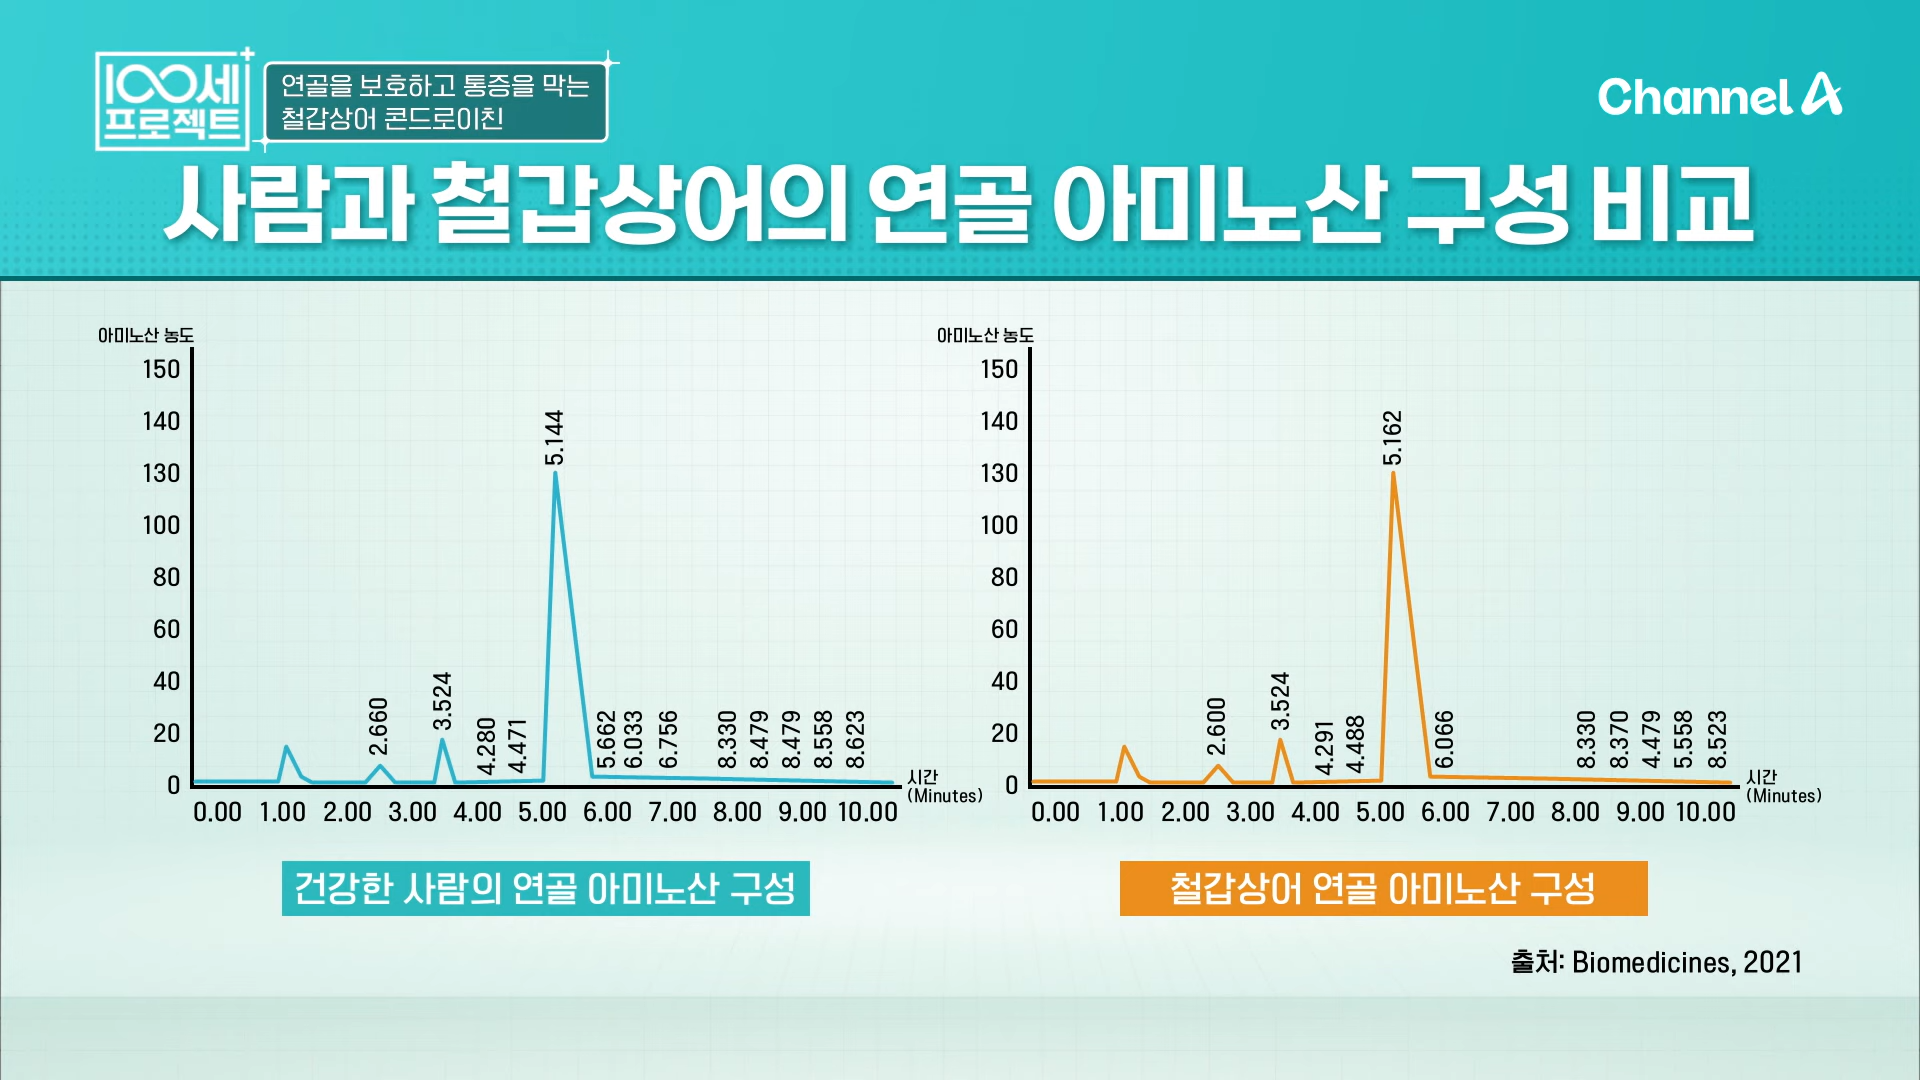 100세
프로젝트
연골을 보호하고 통증을 막는
철갑상어 콘드로이친
Channel A
사람과 철갑상어의 연골 아미노산 구성 비교
아미노산 농도
150
140
130
100
80
60
40
20
0
2.660
3.524
4.280
4.471
5.144
5.662
6.033
6.756
8.330
8.479
8.479
8.558
8.623
시간
(Minutes)
0.00 1.00 2.00 3.00 4.00 5.00 6.00 7.00 8.00 9.00 10.00
건강한 사람의 연골 아미노산 구성
아미노산 농도
150
140
130
100
80
60
40
20
0
2.600
3.524
4.291
4.488
5.162
6.066
8.330
8.370
4.479
5.558
8.523
시간
(Minutes)
0.00 1.00 2.00 3.00 4.00 5.00 6.00 7.00 8.00 9.00 10.00
철갑상어 연골 아미노산 구성
출처: Biomedicines, 2021